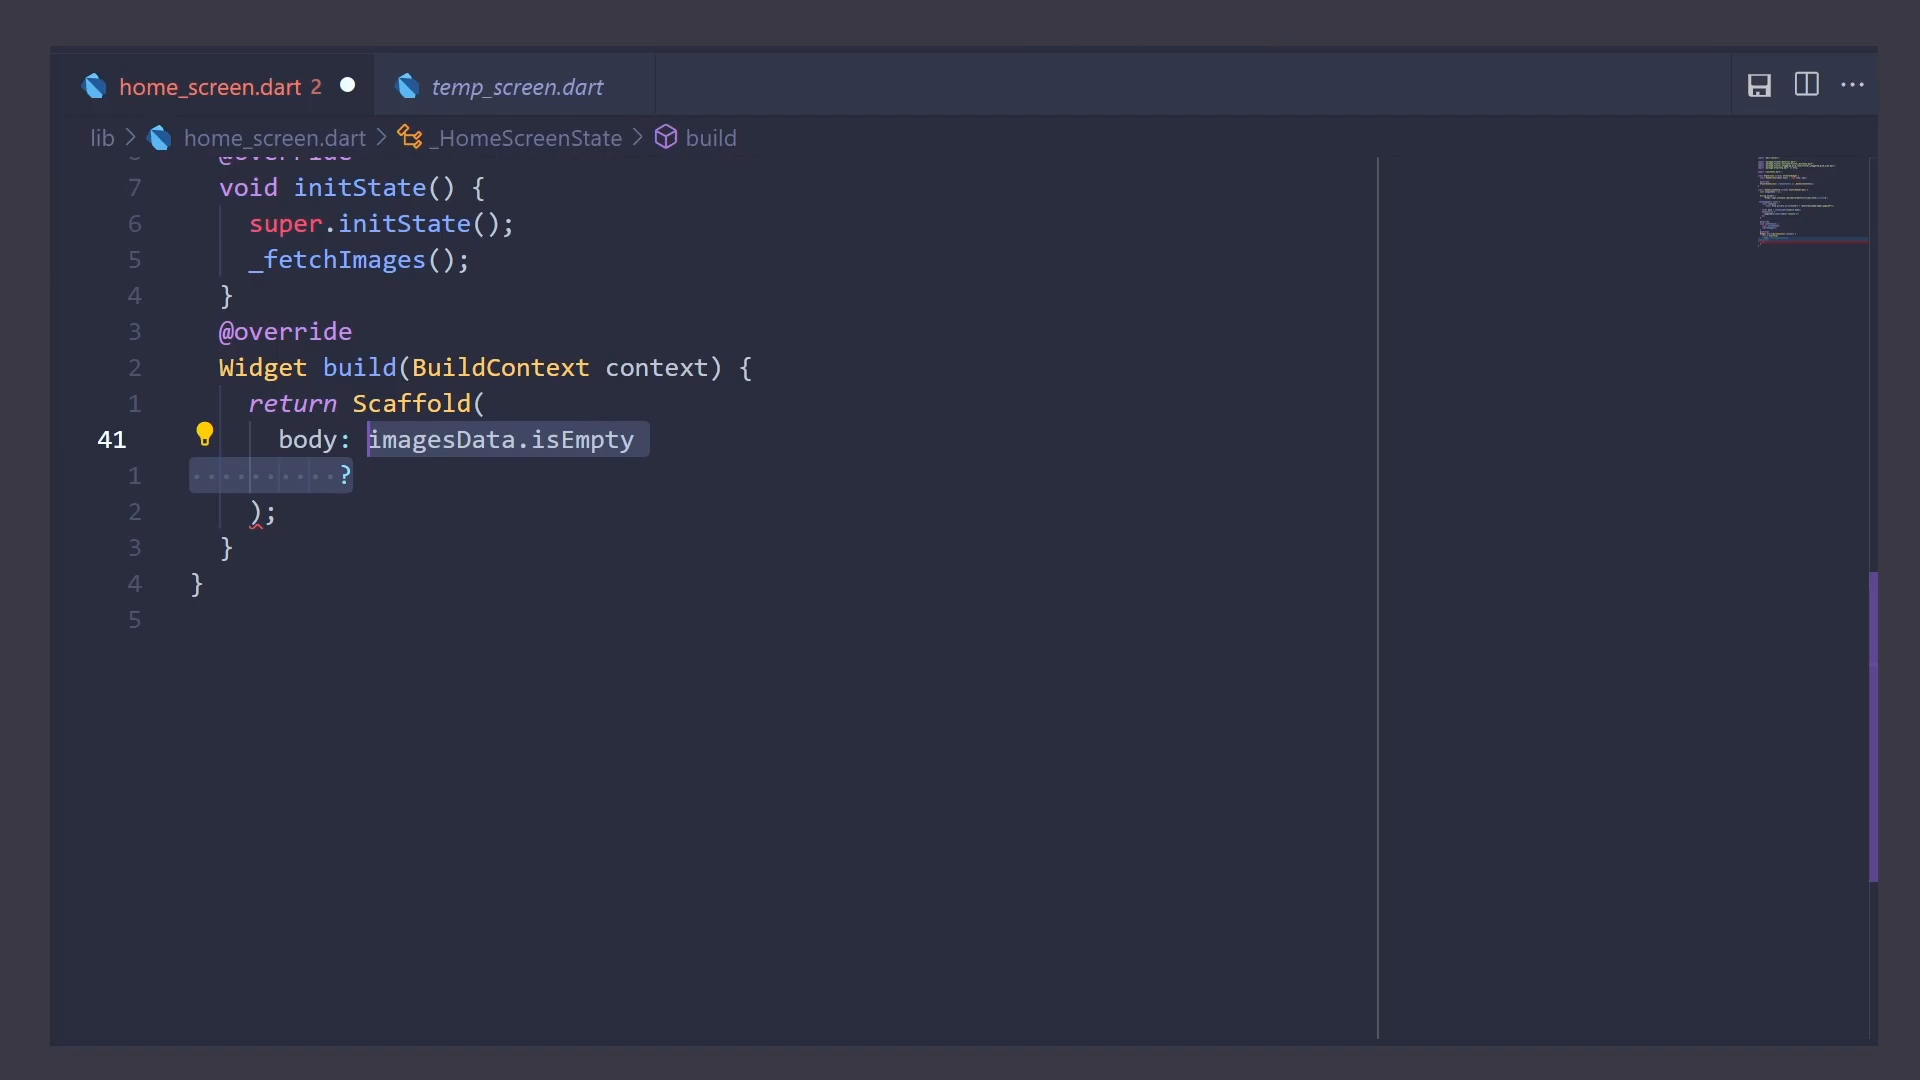 home_screen.dart 2
temp_screen.dart
lib > home_screen.dart > _HomeScreenState > build
@override
7 void initState() {
6 super.initState();
5 _fetchImages();
4 }
3 @override
2 Widget build(BuildContext context) {
1 return Scaffold(
41 body: imagesData.isEmpty
1 ?
2 );
3 }
4 }
5